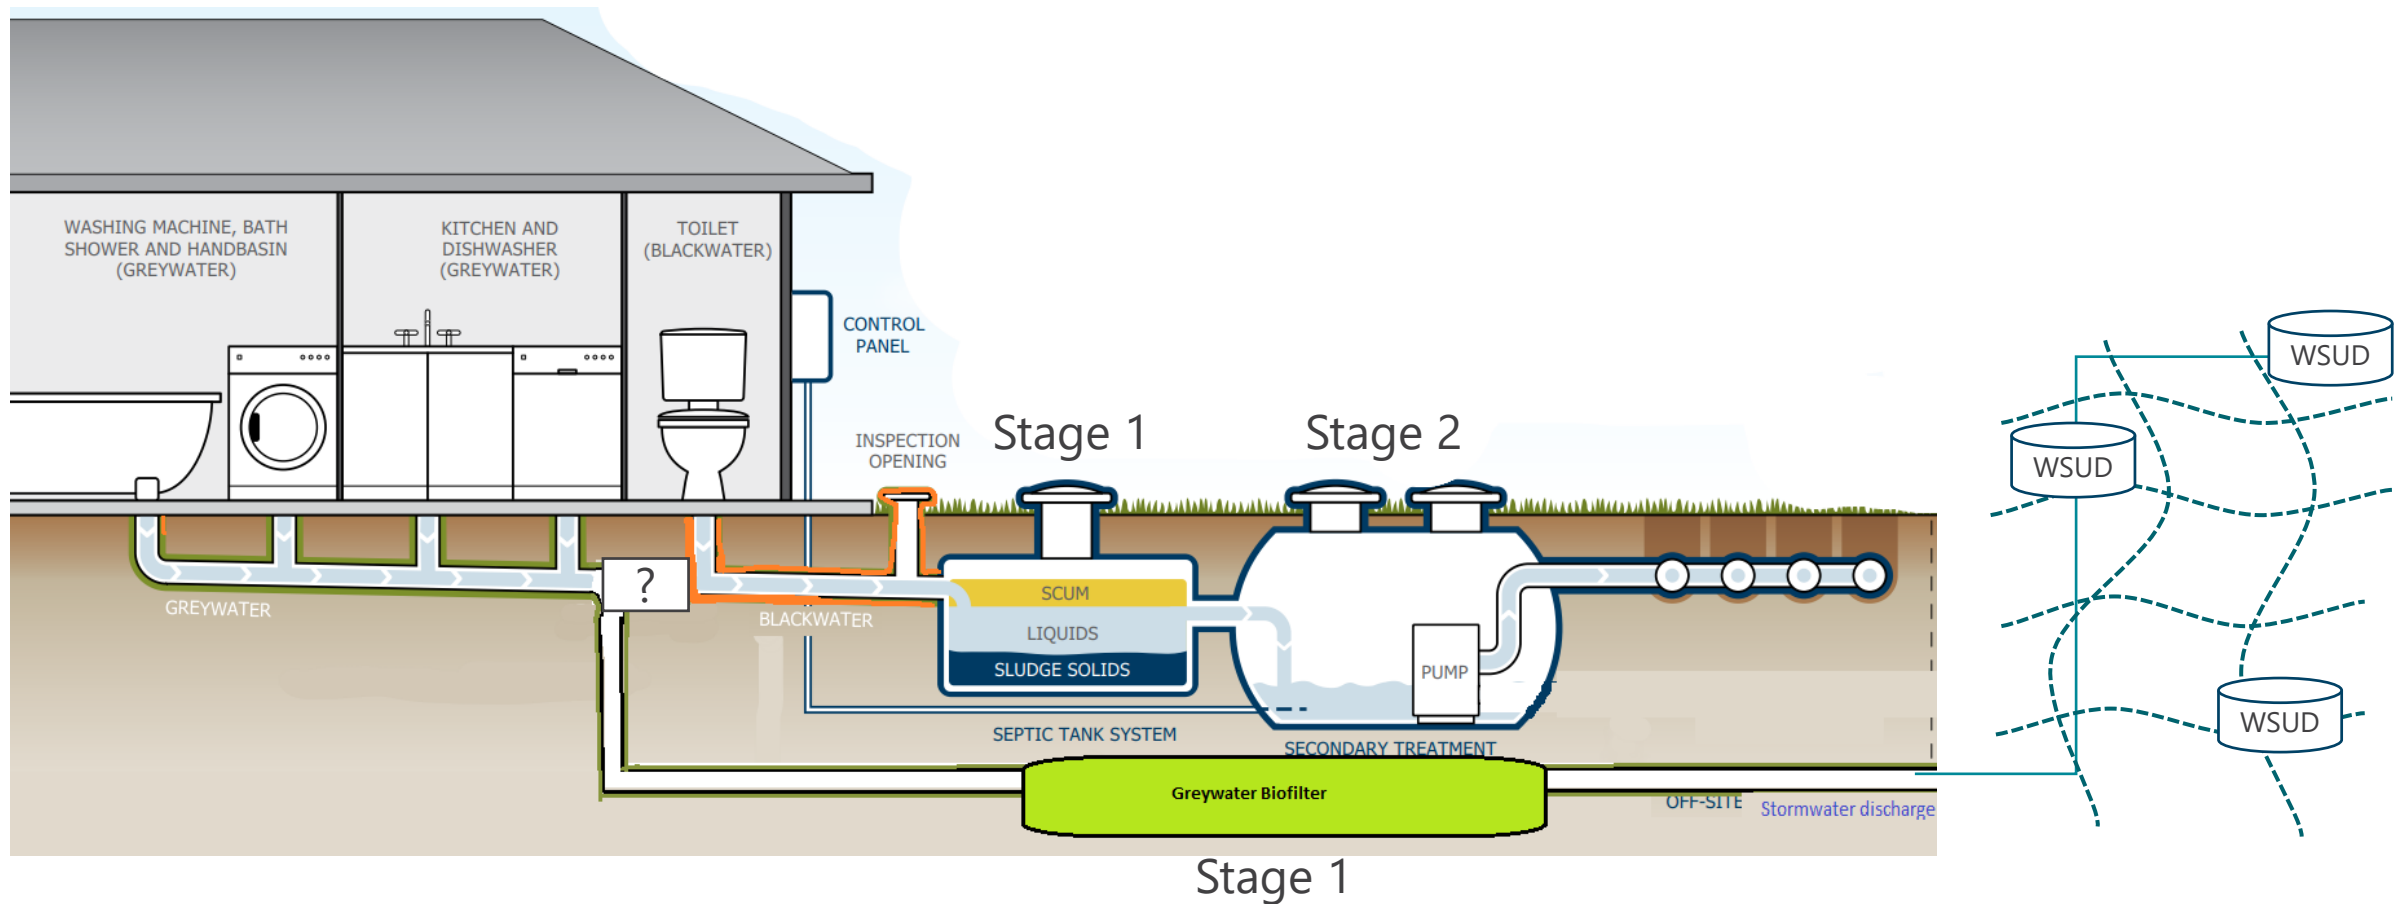 WASHING MACHINE, BATH
SHOWER AND HANDBASIN
(GREYWATER)
KITCHEN AND
DISHWASHER
(GREYWATER)
TOILET
(BLACKWATER)
CONTROL
PANEL
INSPECTION
OPENING
Stage 1
Stage 2
WSUD
WSUD
WSUD
?
GREYWATER
BLACKWATER
SCUM
LIQUIDS
SLUDGE SOLIDS
PUMP
SEPTIC TANK SYSTEM
SECONDARY TREATMENT
Greywater Biofilter
OFF-SITE
Stormwater discharge
Stage 1